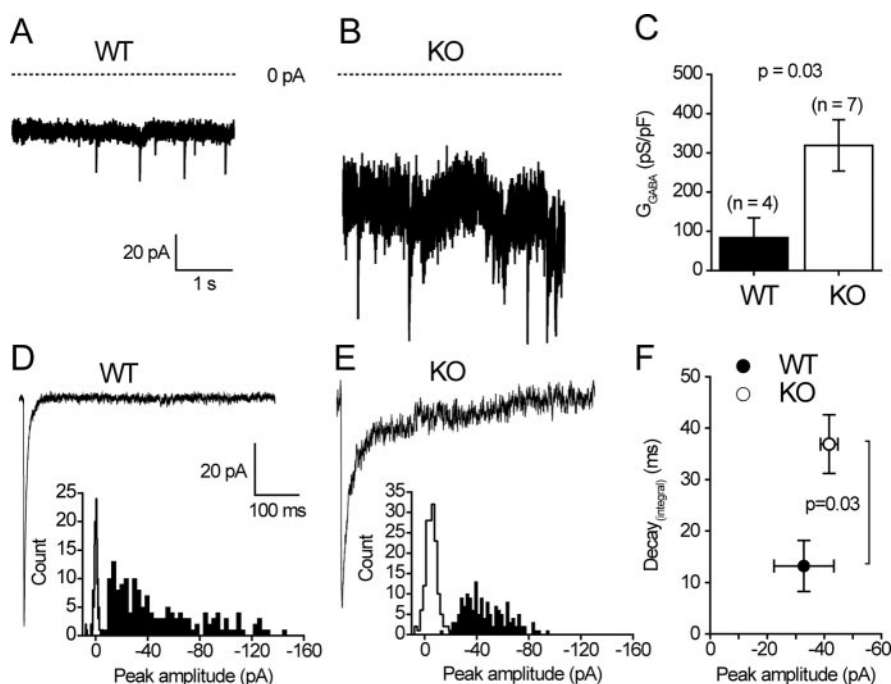 A
WT
B
KO
0 pA
20 pA
1 s
C
p = 0.03
(n = 7)
(n = 4)
G_GABA (pS/pF)
500
400
300
200
100
0
WT
KO
D
WT
20 pA
100 ms
Count
25
20
15
10
5
0
0
-40
-80
-120
-160
Peak amplitude (pA)
E
KO
Count
35
30
25
20
15
10
5
0
0
-40
-80
-120
-160
Peak amplitude (pA)
F
WT
KO
Decay(integral) (ms)
50
40
30
20
10
0
p=0.03
0
-20
-40
-60
Peak amplitude (pA)